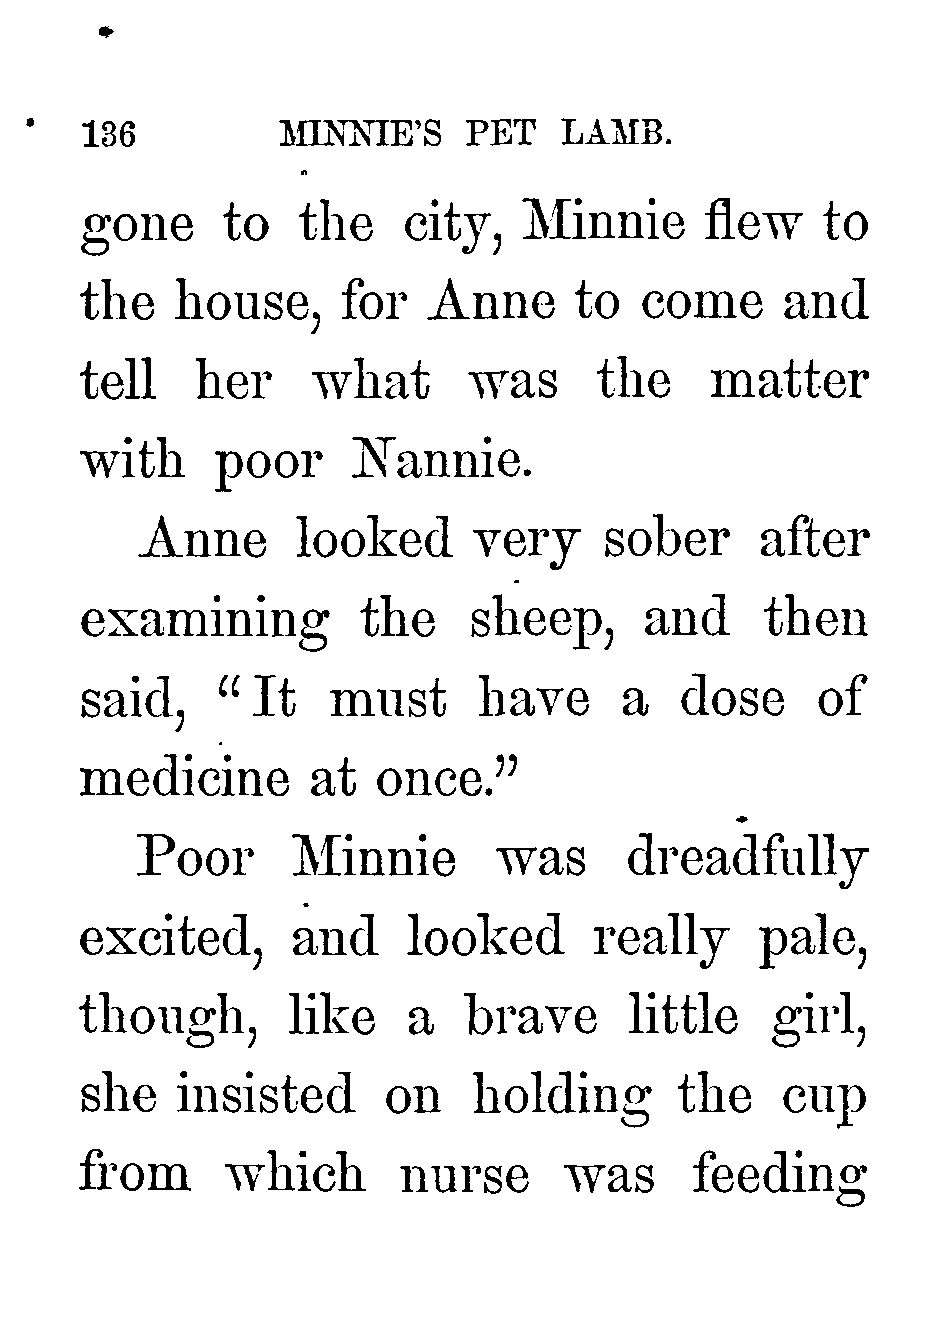 136 MINNIE'S PET LAMB.
gone to the city, Minnie flew to
the house, for Anne to come and
tell her what was the matter
with poor Nannie.
Anne looked very sober after
examining the sheep, and then
said, "It must have a dose of
medicine at once."
Poor Minnie was dreadfully
excited, and looked really pale,
though, like a brave little girl,
she insisted on holding the cup
from which nurse was feeding